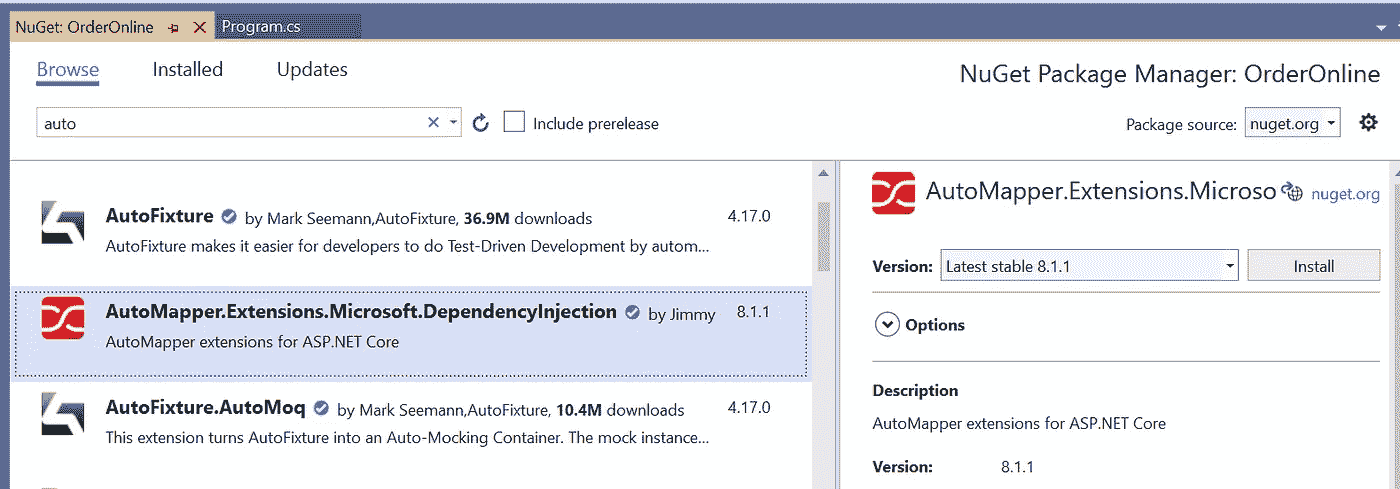 NuGet: OrderOnline
Program.cs
Browse Installed Updates
NuGet Package Manager: OrderOnline
auto
Include prerelease
Package source: nuget.org
AutoFixture by Mark Seemann,AutoFixture, 36.9M downloads 4.17.0
AutoFixture makes it easier for developers to do Test-Driven Development by autom...
AutoMapper.Extensions.Microsoft.DependencyInjection by Jimmy 8.1.1
AutoMapper extensions for ASP.NET Core
AutoFixture.AutoMoq by Mark Seemann,AutoFixture, 10.4M downloads 4.17.0
This extension turns AutoFixture into an Auto-Mocking Container. The mock instance...
AutoMapper.Extensions.Microso nuget.org
Version: Latest stable 8.1.1 Install
Options
Description
AutoMapper extensions for ASP.NET Core
Version: 8.1.1